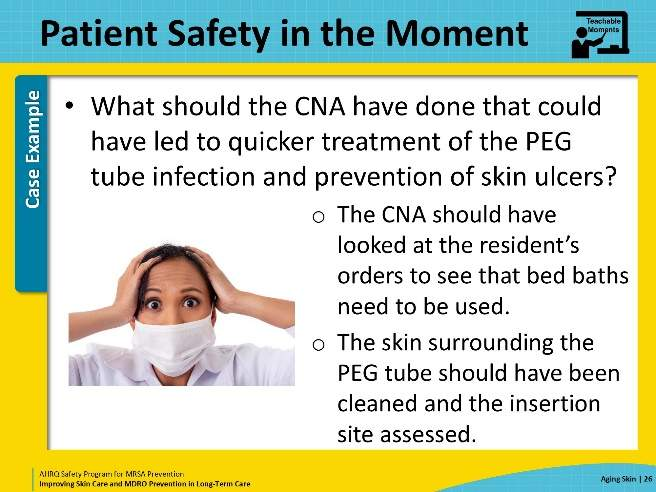 Patient Safety in the Moment
Teachable
Moments
Case Example
• What should the CNA have done that could
have led to quicker treatment of the PEG
tube infection and prevention of skin ulcers?
o The CNA should have
looked at the resident’s
orders to see that bed baths
need to be used.
o The skin surrounding the
PEG tube should have been
cleaned and the insertion
site assessed.
AHRQ Safety Program for MRSA Prevention
Improving Skin Care and MDRO Prevention in Long-Term Care
Aging Skin | 26